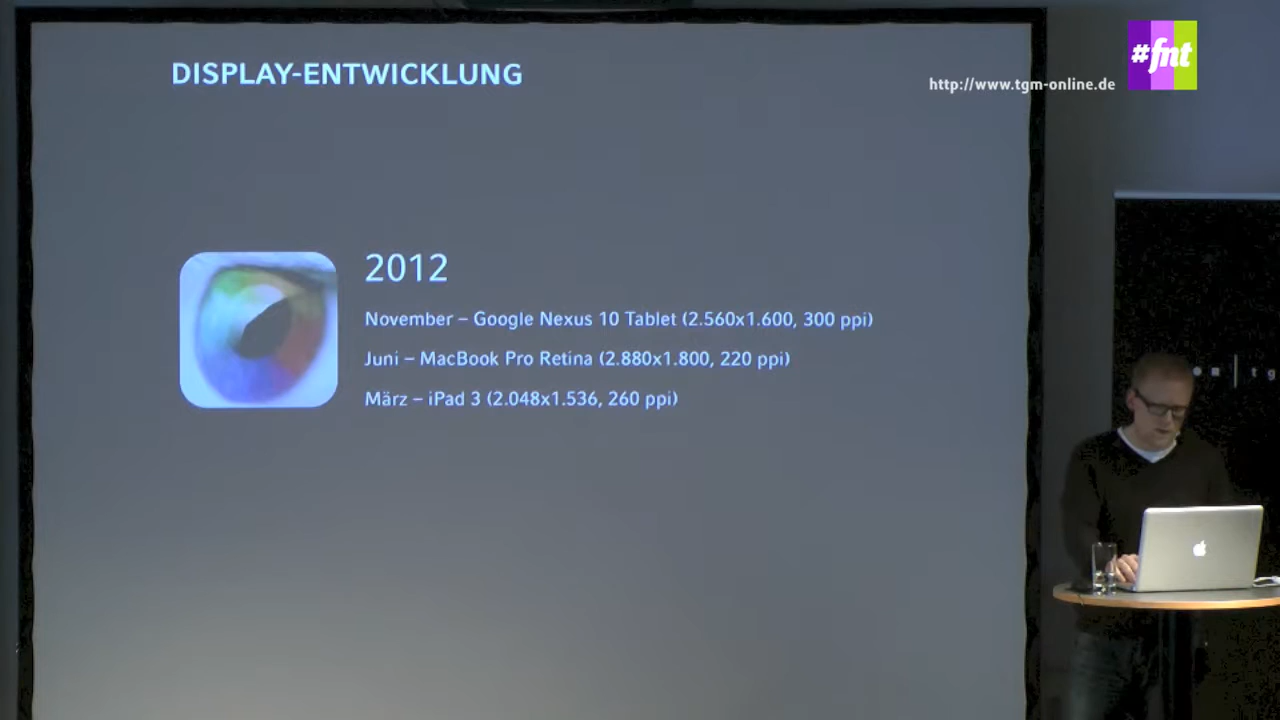 DISPLAY-ENTWICKLUNG
http://www.tgm-online.de
#fnt
2012
November – Google Nexus 10 Tablet (2.560x1.600, 300 ppi)
Juni – MacBook Pro Retina (2.880x1.800, 220 ppi)
März – iPad 3 (2.048x1.536, 260 ppi)